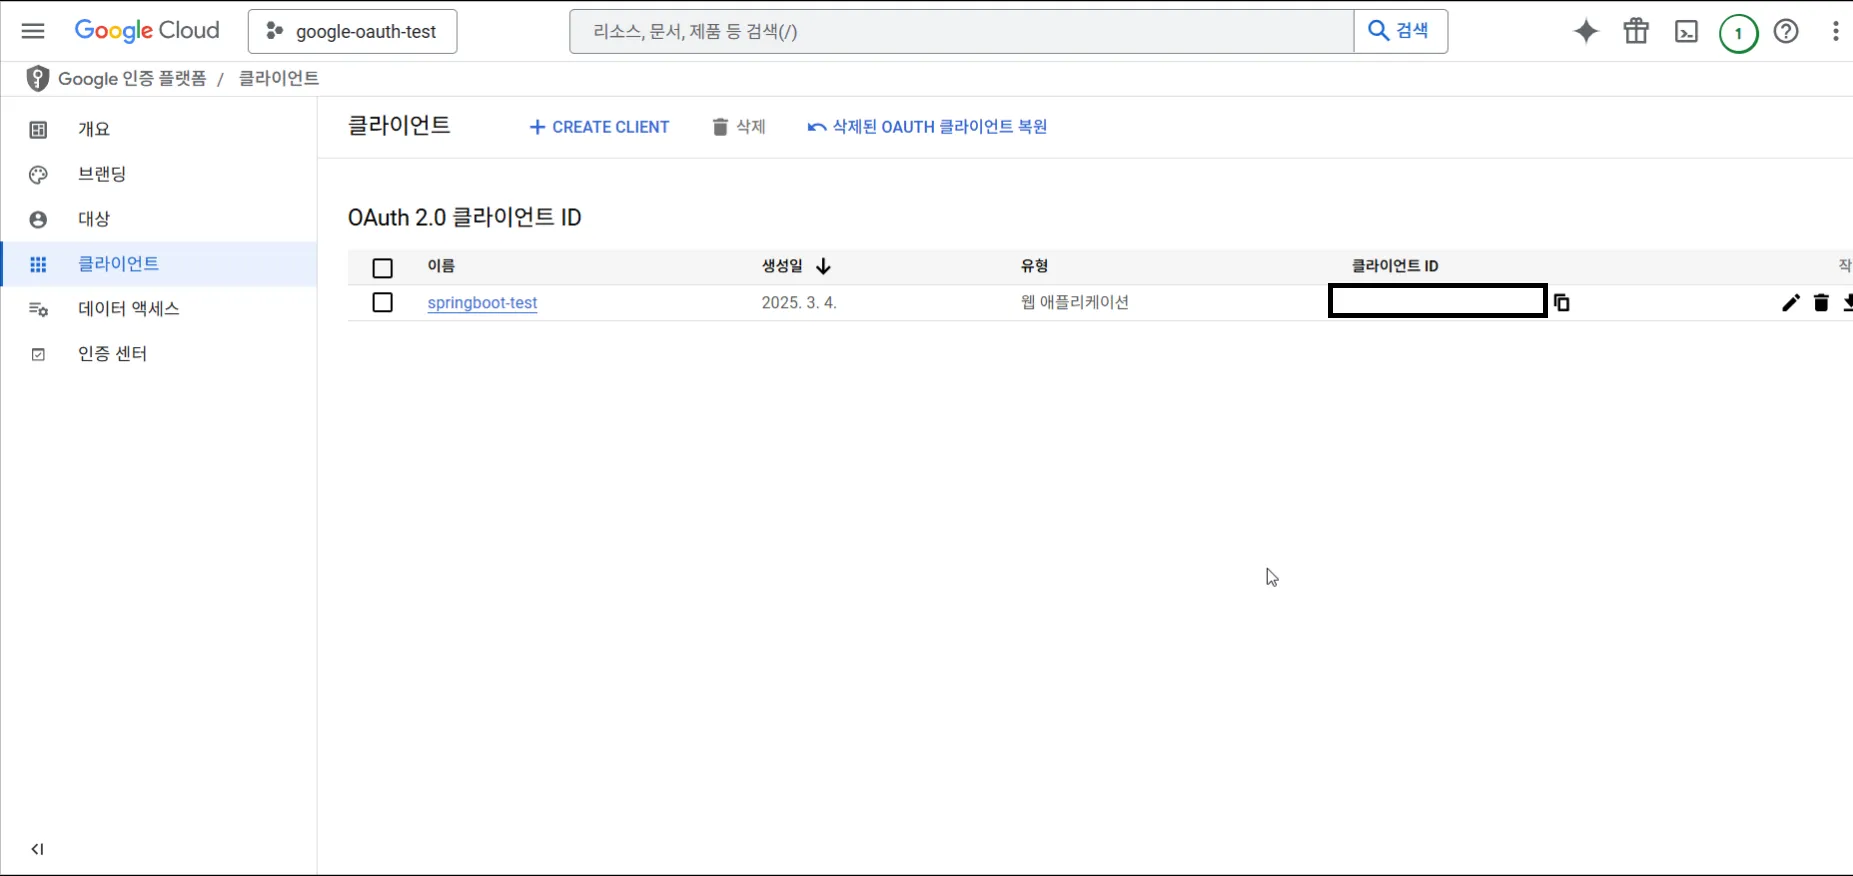 Google Cloud
google-oauth-test
리소스, 문서, 제품 등 검색(/)
검색
1
Google 인증 플랫폼 / 클라이언트
개요
브랜딩
대상
클라이언트
데이터 액세스
인증 센터
클라이언트
+ CREATE CLIENT
삭제
삭제된 OAUTH 클라이언트 복원
OAuth 2.0 클라이언트 ID
이름 생성일 유형 클라이언트 ID 작
springboot-test 2025. 3. 4. 웹 애플리케이션